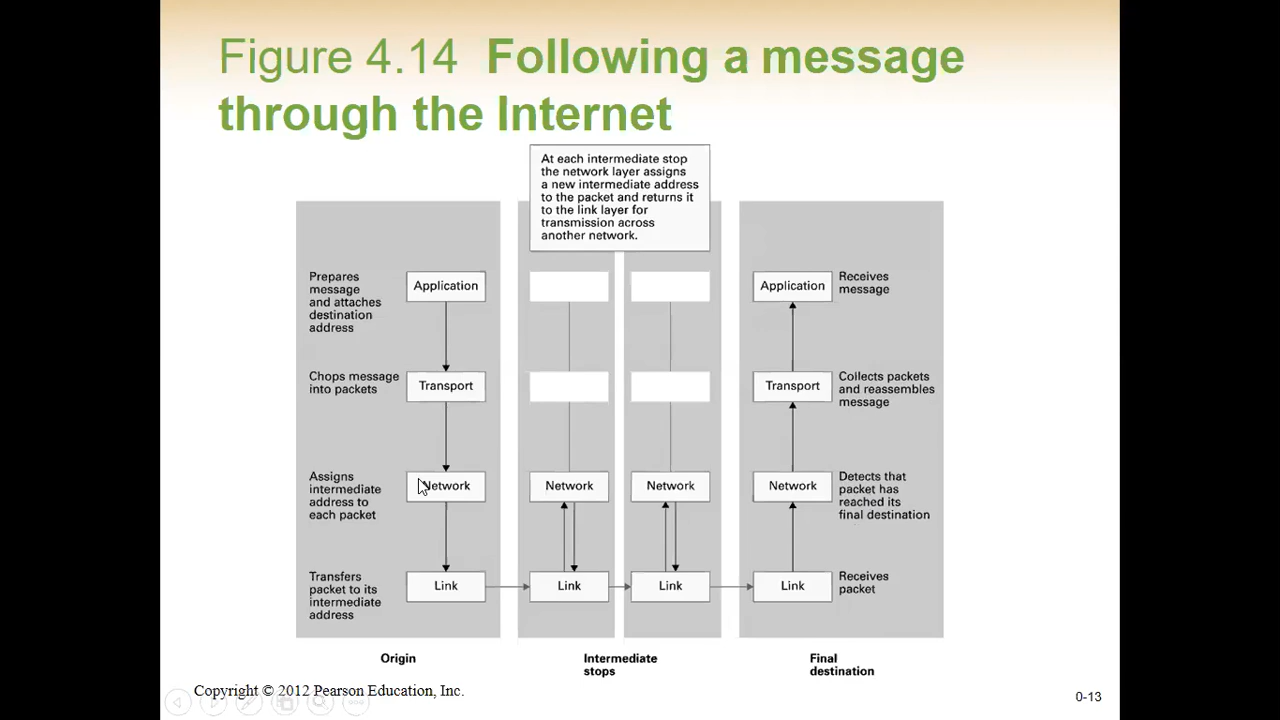 Figure 4.14 Following a message
through the Internet
At each intermediate stop
the network layer assigns
a new intermediate address
to the packet and returns it
to the link layer for
transmission across
another network.
Prepares
message
and attaches
destination
address
Application
Application
Receives
message
Chops message
into packets
Transport
Transport
Collects packets
and reassembles
message
Assigns
intermediate
address to
each packet
Network
Network
Network
Network
Detects that
packet has
reached its
final destination
Transfers
packet to its
intermediate
address
Link
Link
Link
Link
Receives
packet
Origin
Intermediate
stops
Final
destination
Copyright © 2012 Pearson Education, Inc.
0-13